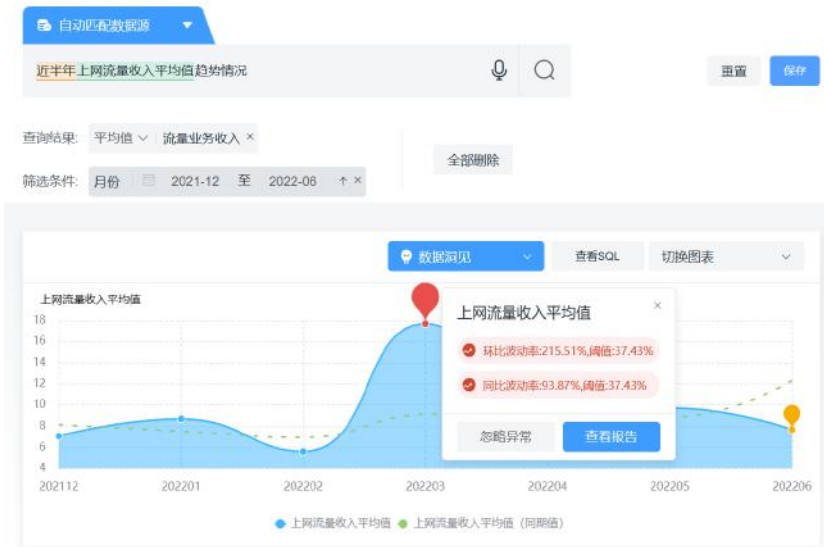 自动匹配数据源
近半年上网流量收入平均值趋势情况
重置
保存
查询结果: 平均值 流量业务收入 ×
全部删除
筛选条件: 月份 2021-12 至 2022-06 ↑ ×
数据洞见
查看SQL
切换图表
上网流量收入平均值
18
16
14
12
10
8
6
4
202112 202201 202202 202203 202204 202205 202206
上网流量收入平均值 ×
环比波动率:215.51%,阈值:37.43%
同比波动率:93.87%,阈值:37.43%
忽略异常 查看报告
上网流量收入平均值 上网流量收入平均值（同期值）